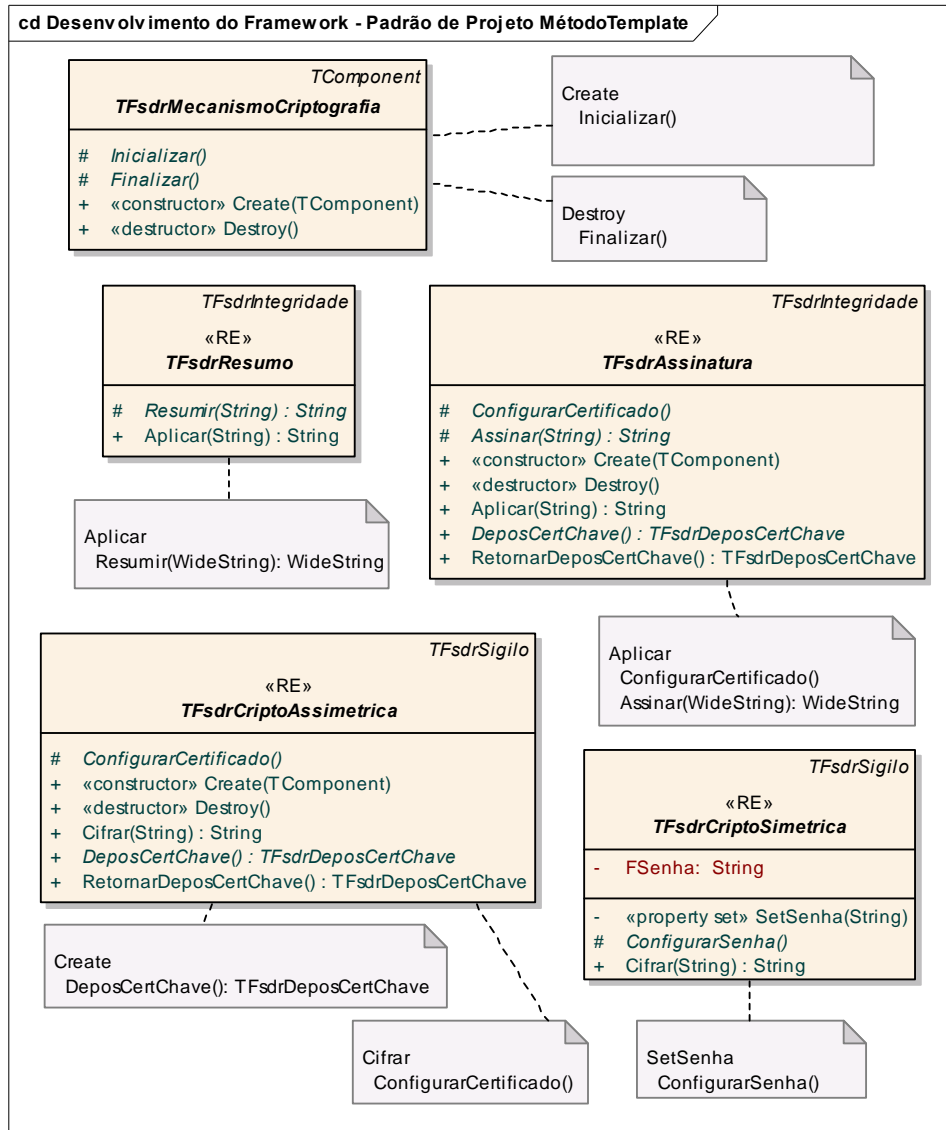 cd Desenvolvimento do Framework - Padrão de Projeto MétodoTemplate
TComponent
TFsdrMecanismoCriptografia
# Inicializar()
# Finalizar()
+ «constructor» Create(TComponent)
+ «destructor» Destroy()
Create
Inicializar()
Destroy
Finalizar()
TFsdrIntegridade
«RE»
TFsdrResumo
# Resumir(String) : String
+ Aplicar(String) : String
Aplicar
Resumir(WideString): WideString
TFsdrIntegridade
«RE»
TFsdrAssinatura
# ConfigurarCertificado()
# Assinar(String) : String
+ «constructor» Create(TComponent)
+ «destructor» Destroy()
+ Aplicar(String) : String
+ DeposCertChave() : TFsdrDeposCertChave
+ RetornarDeposCertChave() : TFsdrDeposCertChave
Aplicar
ConfigurarCertificado()
Assinar(WideString): WideString
TFsdrSigilo
«RE»
TFsdrCriptoAssimetrica
# ConfigurarCertificado()
+ «constructor» Create(TComponent)
+ «destructor» Destroy()
+ Cifrar(String) : String
+ DeposCertChave() : TFsdrDeposCertChave
+ RetornarDeposCertChave() : TFsdrDeposCertChave
Create
DeposCertChave(): TFsdrDeposCertChave
Cifrar
ConfigurarCertificado()
TFsdrSigilo
«RE»
TFsdrCriptoSimetrica
- FSenha: String
- «property set» SetSenha(String)
# ConfigurarSenha()
+ Cifrar(String) : String
SetSenha
ConfigurarSenha()